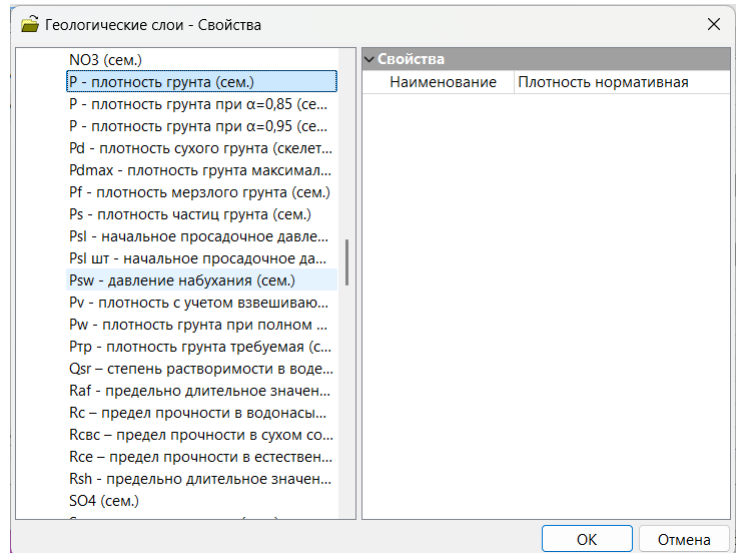 Геологические слои - Свойства
NO3 (сем.)
P - плотность грунта (сем.)
P - плотность грунта при α=0,85 (се...
P - плотность грунта при α=0,95 (се...
Pd - плотность сухого грунта (скелет...
Pdmax - плотность грунта максимал...
Pf - плотность мерзлого грунта (сем.)
Ps - плотность частиц грунта (сем.)
Psl - начальное просадочное давле...
Psl шт - начальное просадочное да...
Psw - давление набухания (сем.)
Pv - плотность с учетом взвешиваю...
Pw - плотность грунта при полном ...
Pтр - плотность грунта требуемая (с...
Qsr – степень растворимости в воде...
Raf - предельно длительное значен...
Rc – предел прочности в водонасы...
Rсвс – предел прочности в сухом со...
Rce – предел прочности в естествен...
Rsh - предельно длительное значен...
SO4 (сем.)
Свойства
Наименование Плотность нормативная
OK Отмена